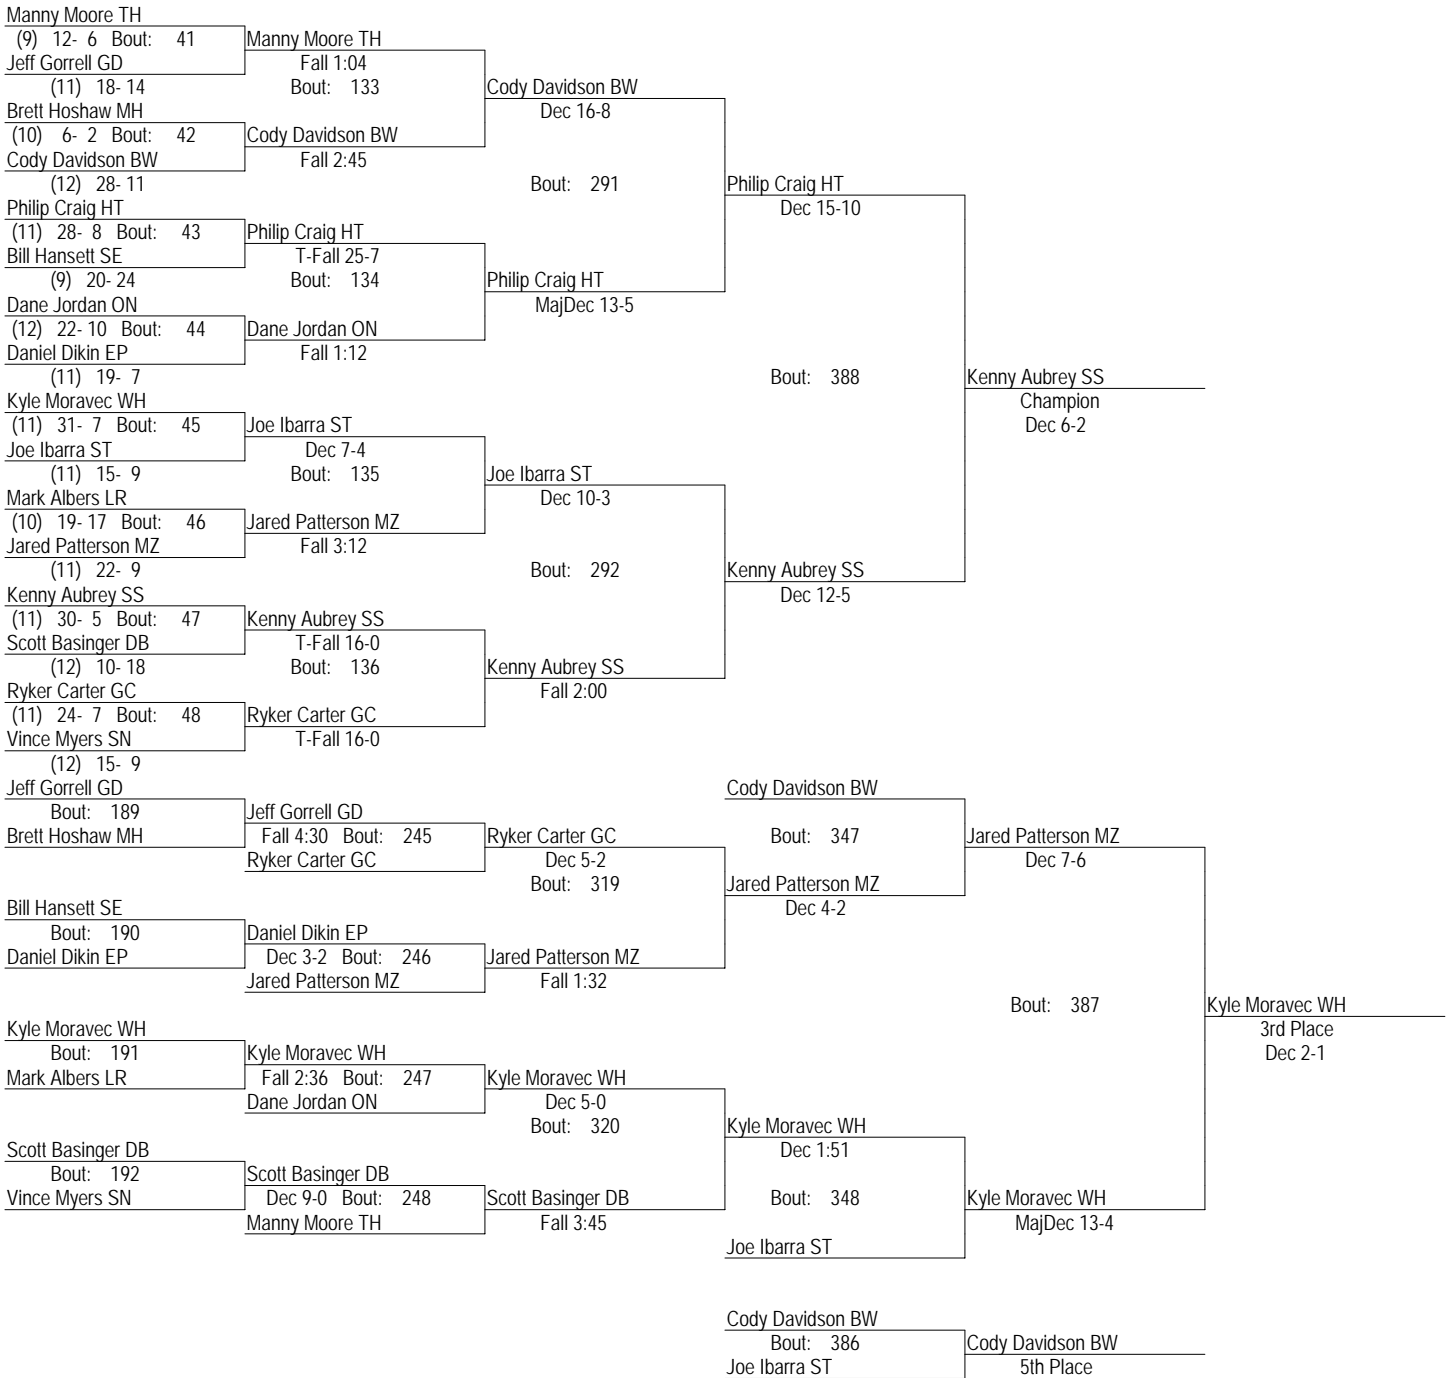 Manny Moore TH
(9) 12- 6 Bout: 41 Manny Moore TH
Jeff Gorrell GD Fall 1:04
(11) 18- 14 Bout: 133 Cody Davidson BW
Brett Hoshaw MH Dec 16-8
(10) 6- 2 Bout: 42 Cody Davidson BW
Cody Davidson BW Fall 2:45
(12) 28- 11 Bout: 291 Philip Craig HT
Philip Craig HT Dec 15-10
(11) 28- 8 Bout: 43 Philip Craig HT
Bill Hansett SE T-Fall 25-7
(9) 20- 24 Bout: 134 Philip Craig HT
Dane Jordan ON MajDec 13-5
(12) 22- 10 Bout: 44 Dane Jordan ON
Daniel Dikin EP Fall 1:12
(11) 19- 7 Bout: 388 Kenny Aubrey SS
Kyle Moravec WH Champion
(11) 31- 7 Bout: 45 Joe Ibarra ST Dec 6-2
Joe Ibarra ST Dec 7-4
(11) 15- 9 Bout: 135 Joe Ibarra ST
Mark Albers LR Dec 10-3
(10) 19- 17 Bout: 46 Jared Patterson MZ
Jared Patterson MZ Fall 3:12
(11) 22- 9 Bout: 292 Kenny Aubrey SS
Kenny Aubrey SS Dec 12-5
(11) 30- 5 Bout: 47 Kenny Aubrey SS
Scott Basinger DB T-Fall 16-0
(12) 10- 18 Bout: 136 Kenny Aubrey SS
Ryker Carter GC Fall 2:00
(11) 24- 7 Bout: 48 Ryker Carter GC
Vince Myers SN T-Fall 16-0
(12) 15- 9
Jeff Gorrell GD Cody Davidson BW
Bout: 189 Jeff Gorrell GD
Brett Hoshaw MH Fall 4:30 Bout: 245 Ryker Carter GC Bout: 347 Jared Patterson MZ
Ryker Carter GC Dec 5-2 Dec 7-6
Bout: 319 Jared Patterson MZ
Bill Hansett SE Dec 4-2
Bout: 190 Daniel Dikin EP
Daniel Dikin EP Dec 3-2 Bout: 246 Jared Patterson MZ
Jared Patterson MZ Fall 1:32
Bout: 387 Kyle Moravec WH
Kyle Moravec WH 3rd Place
Bout: 191 Kyle Moravec WH Dec 2-1
Mark Albers LR Fall 2:36 Bout: 247 Kyle Moravec WH
Dane Jordan ON Dec 5-0
Bout: 320 Kyle Moravec WH
Scott Basinger DB Dec 1:51
Bout: 192 Scott Basinger DB
Vince Myers SN Dec 9-0 Bout: 248 Scott Basinger DB Bout: 348 Kyle Moravec WH
Manny Moore TH Fall 3:45 MajDec 13-4
Joe Ibarra ST
Cody Davidson BW
Bout: 386 Cody Davidson BW
Joe Ibarra ST 5th Place